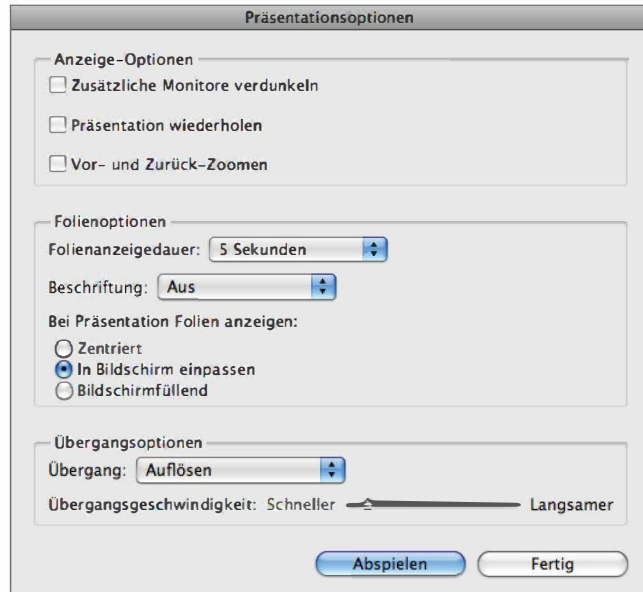 Präsentationsoptionen
Anzeige-Optionen
Zusätzliche Monitore verdunkeln
Präsentation wiederholen
Vor- und Zurück-Zoomen
Folienoptionen
Folienanzeigedauer: 5 Sekunden
Beschriftung: Aus
Bei Präsentation Folien anzeigen:
Zentriert
In Bildschirm einpassen
Bildschirmfüllend
Übergangsoptionen
Übergang: Auflösen
Übergangsgeschwindigkeit: Schneller Langsamer
Abspielen Fertig